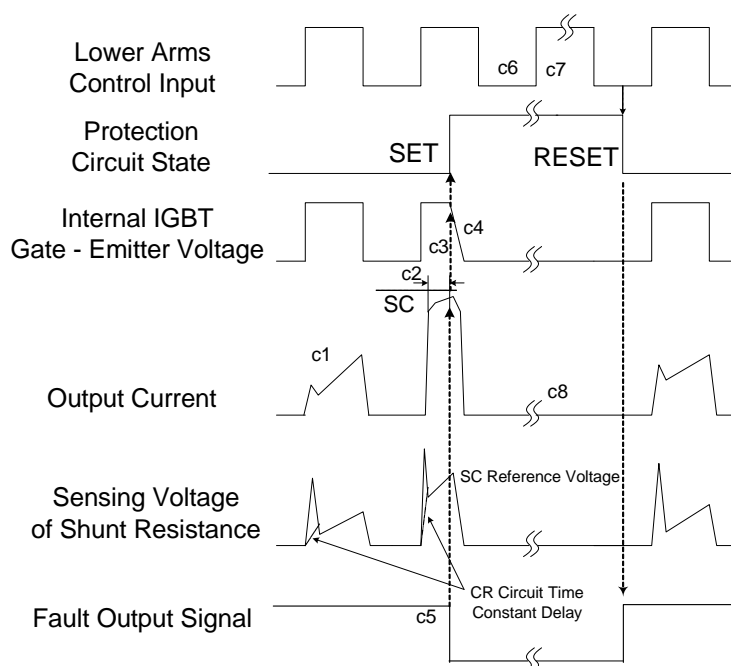 Lower Arms
Control Input
c6
c7
Protection
Circuit State
SET
RESET
Internal IGBT
Gate - Emitter Voltage
c3
c4
c2
SC
c1
Output Current
c8
SC Reference Voltage
Sensing Voltage
of Shunt Resistance
CR Circuit Time
Constant Delay
Fault Output Signal
c5